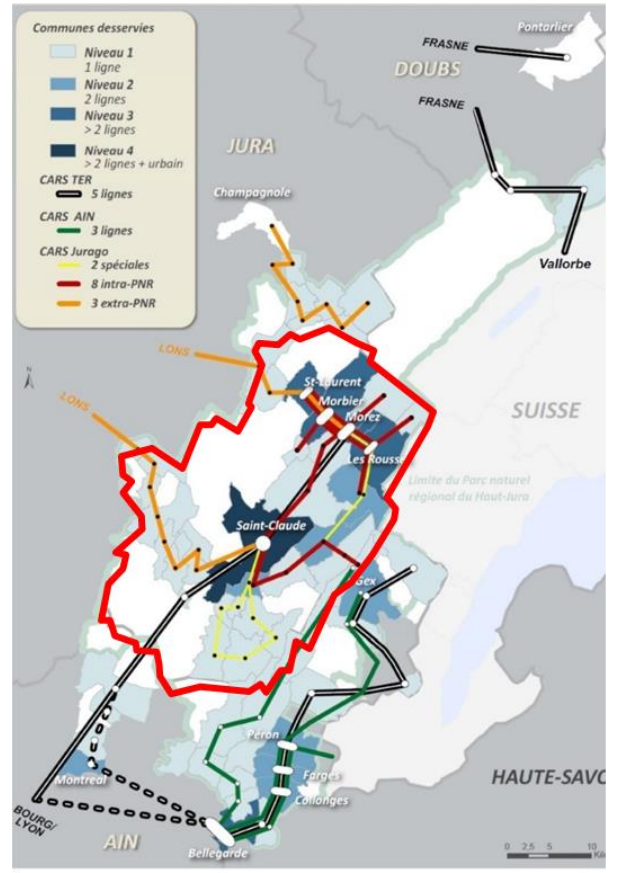 Communes desservies
Niveau 1
1 ligne
Niveau 2
2 lignes
Niveau 3
> 2 lignes
Niveau 4
> 2 lignes + urbain
CARS TER
5 lignes
CARS AIN
3 lignes
CARS Jurago
2 spéciales
8 intra-PNR
3 extra-PNR
Pontarlier
FRASNE
DOUBS
FRASNE
JURA
Champagnole
Vallorbe
LONS
St-Laurent
N
LONS
Morbier
Morez
SUISSE
Les Rousse
Limite du Parc naturel
régional du Haut-Jura
Saint-Claude
Gex
Péron
Montreal
Farges
HAUTE-SAVO
Collonges
BOURG/
LYON
AIN
Bellegarde
0 2,5 5 10
Kil